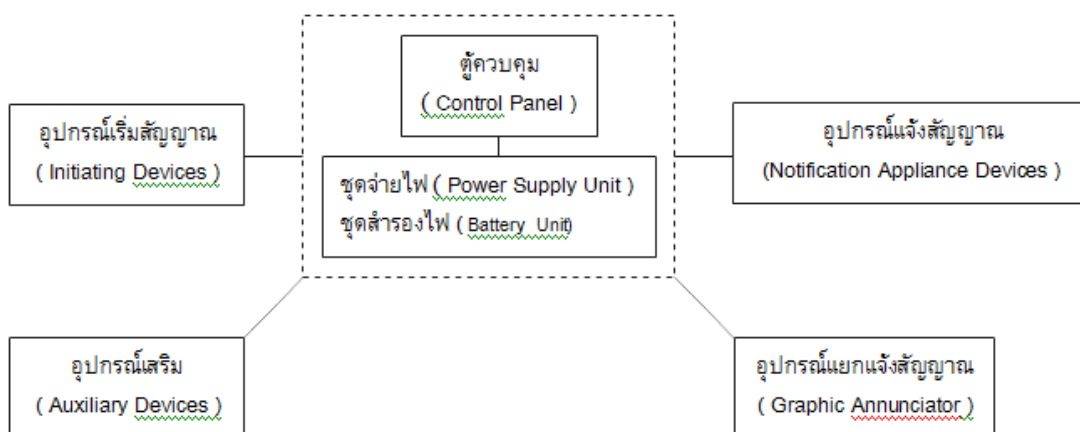 ตู้ควบคุม
( Control Panel )
อุปกรณ์เริ่มสัญญาณ
( Initiating Devices )
ชุดจ่ายไฟ ( Power Supply Unit )
ชุดสำรองไฟ ( Battery Unit)
อุปกรณ์แจ้งสัญญาณ
(Notification Appliance Devices )
อุปกรณ์เสริม
( Auxiliary Devices )
อุปกรณ์แยกแจ้งสัญญาณ
( Graphic Annunciator )